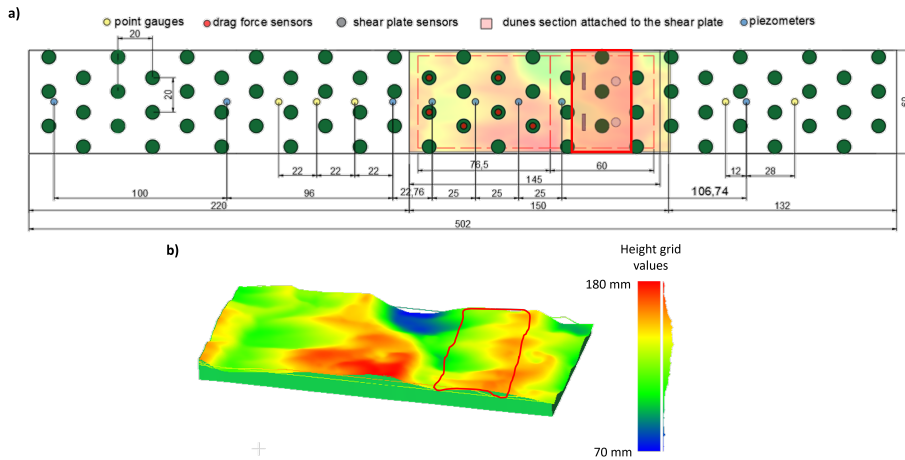 a)
point gauges drag force sensors shear plate sensors dunes section attached to the shear plate piezometers
20
20
60
76,5 60
22 22 22 12 28
100 96 22,76 25 25 25 106,74
145
220 150 132
502
b)
Height grid
values
180 mm
70 mm